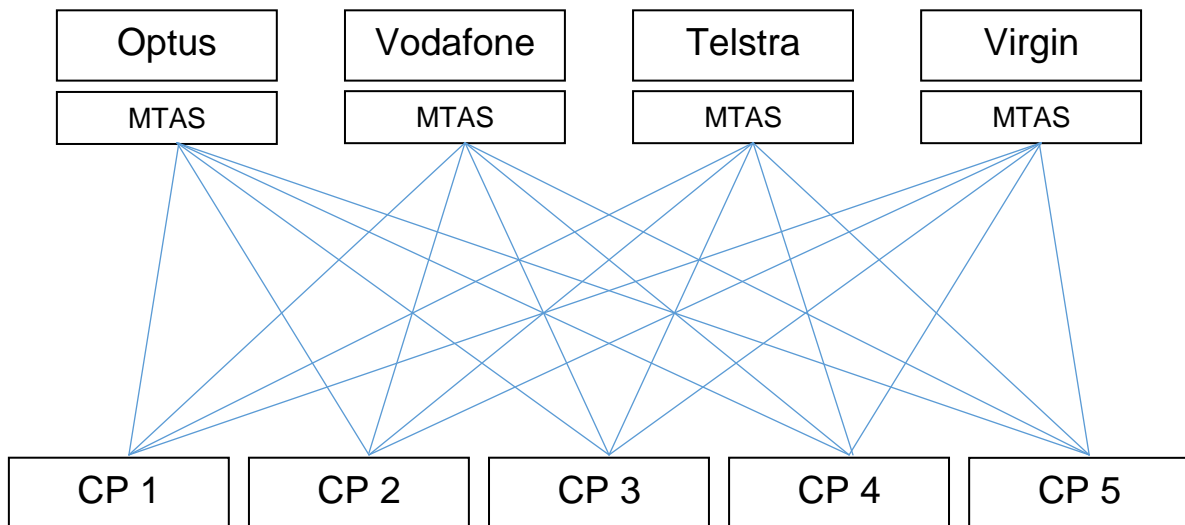 Optus Vodafone Telstra Virgin
MTAS MTAS MTAS MTAS
CP 1 CP 2 CP 3 CP 4 CP 5